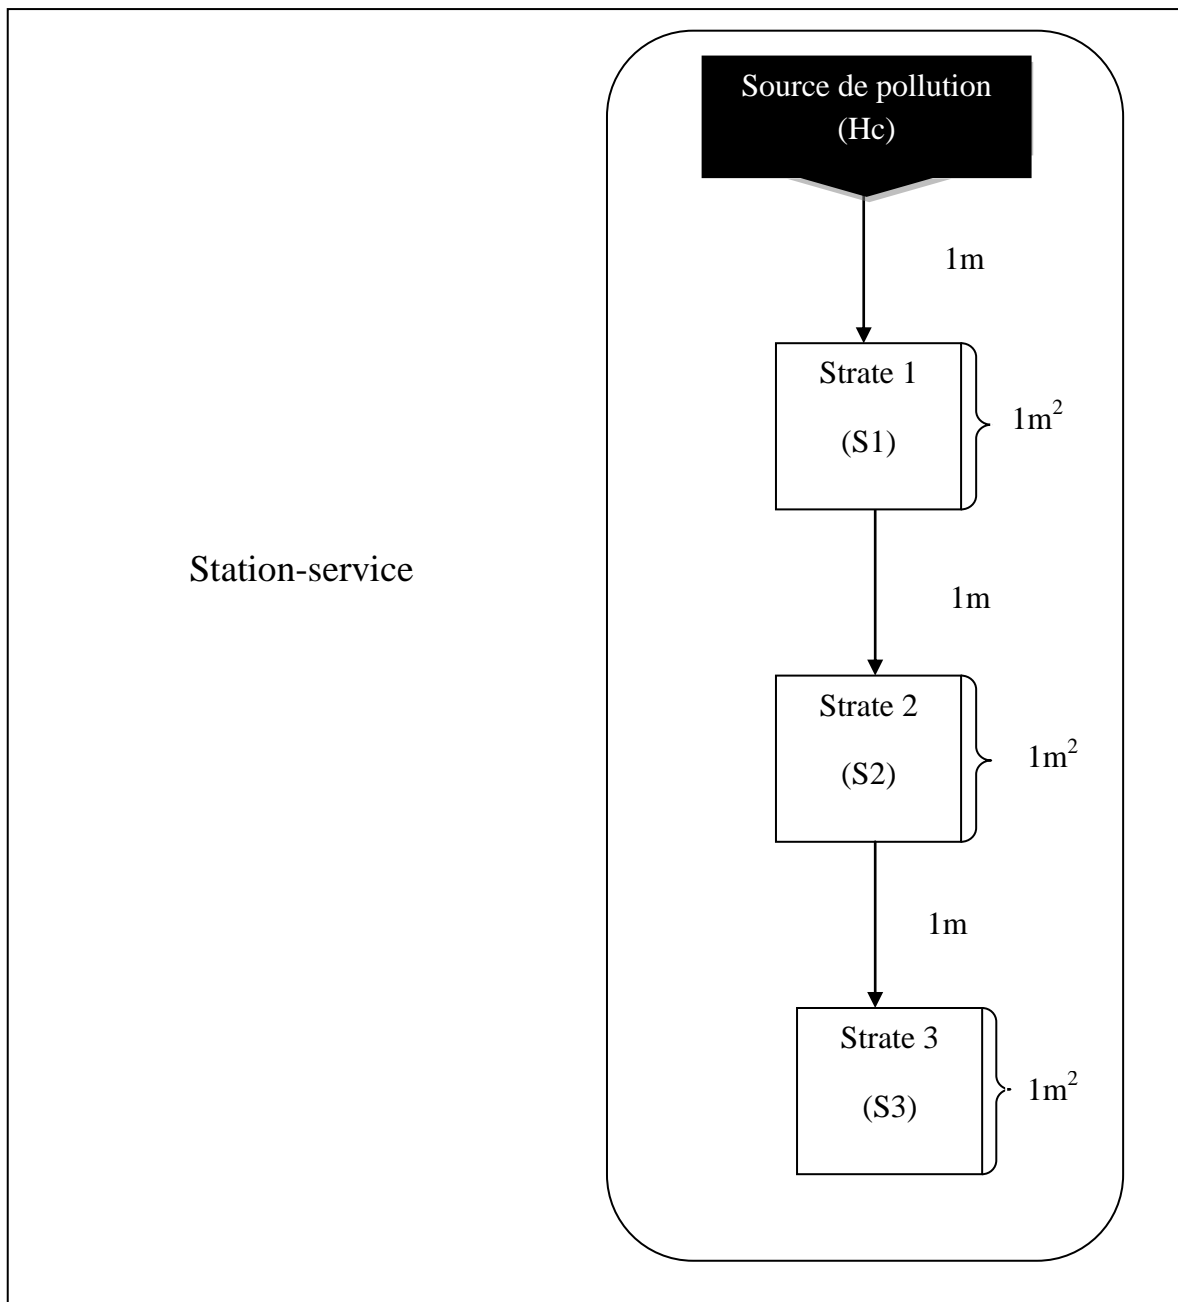 Source de pollution
(Hc)
1m
Strate 1
(S1)
1m²
Station-service
1m
Strate 2
(S2)
1m²
1m
Strate 3
(S3)
1m²